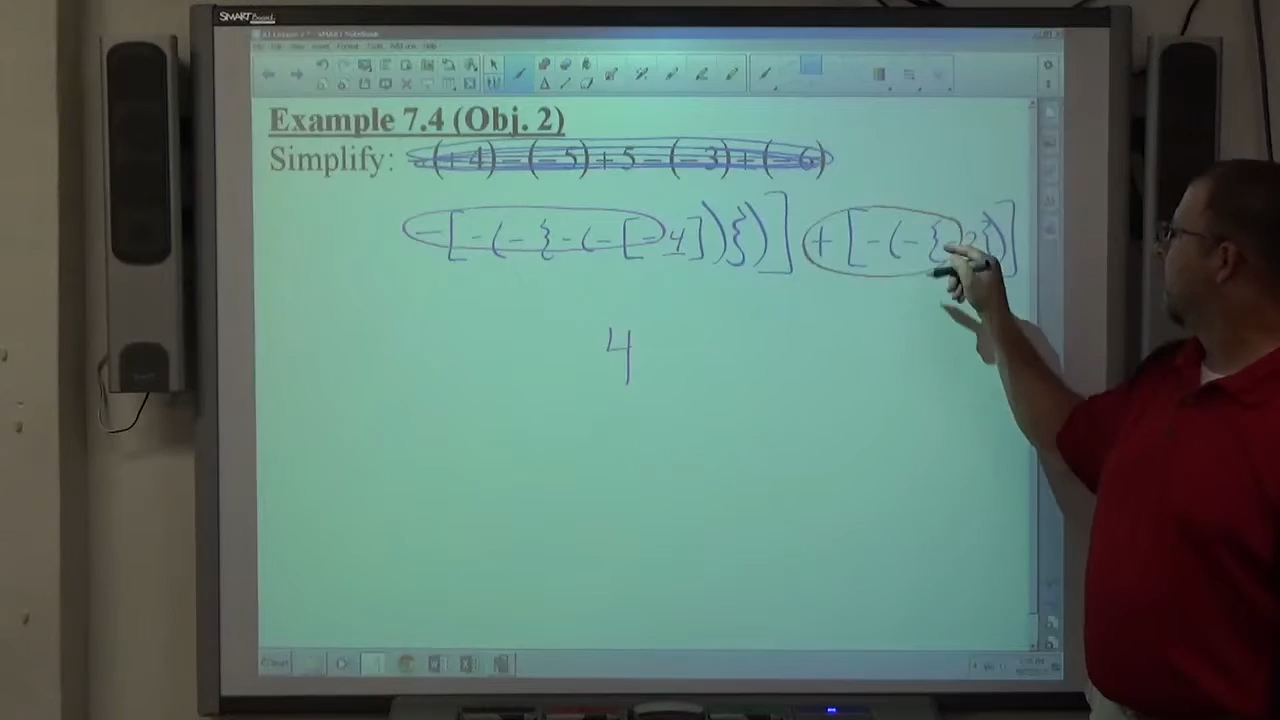 SMART Board
Example 7.4 (Obj. 2)
Simplify: -(+4)-(-5)+5-(-3)+(-6)
-[-(-{-(-[-4])})] +[-(-{
4